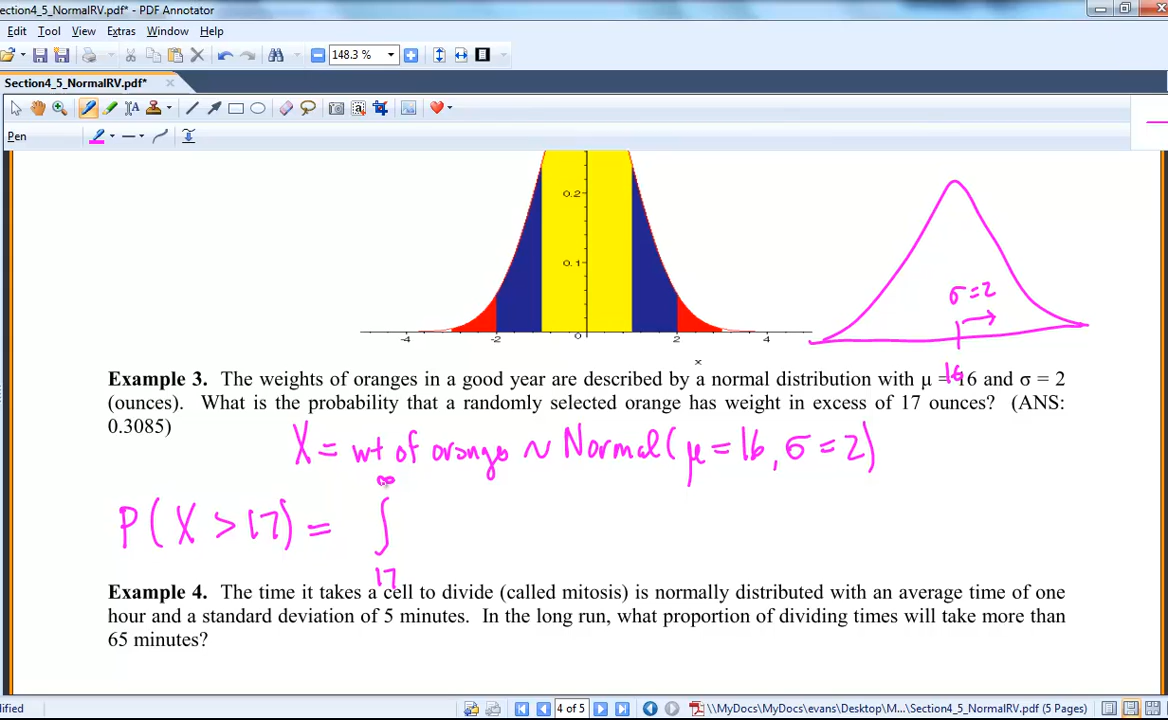 ection4_5_NormalRV.pdf* - PDF Annotator
Edit Tool View Extras Window Help
148.3 %
Section4_5_NormalRV.pdf*
Pen
0.2
0.1
-4 -2 0 2 4
x
σ=2
16
Example 3. The weights of oranges in a good year are described by a normal distribution with μ = 16 and σ = 2
(ounces). What is the probability that a randomly selected orange has weight in excess of 17 ounces? (ANS:
0.3085)
X = wt of oranges ~ Normal(μ=16, σ=2)
∞
P(X > 17) = ∫
17
Example 4. The time it takes a cell to divide (called mitosis) is normally distributed with an average time of one
hour and a standard deviation of 5 minutes. In the long run, what proportion of dividing times will take more than
65 minutes?
dified
4 of 5
\\MyDocs\MyDocs\evans\Desktop\M...\Section4_5_NormalRV.pdf (5 Pages)